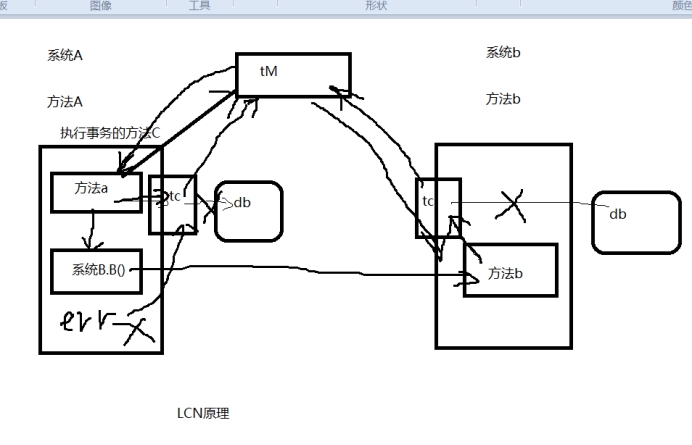 板 图像 工具 形状 颜色
系统A
系统b
tM
方法A
方法b
执行事务的方法C
方法a
tc
db
tc
db
系统B.B()
方法b
err
LCN原理